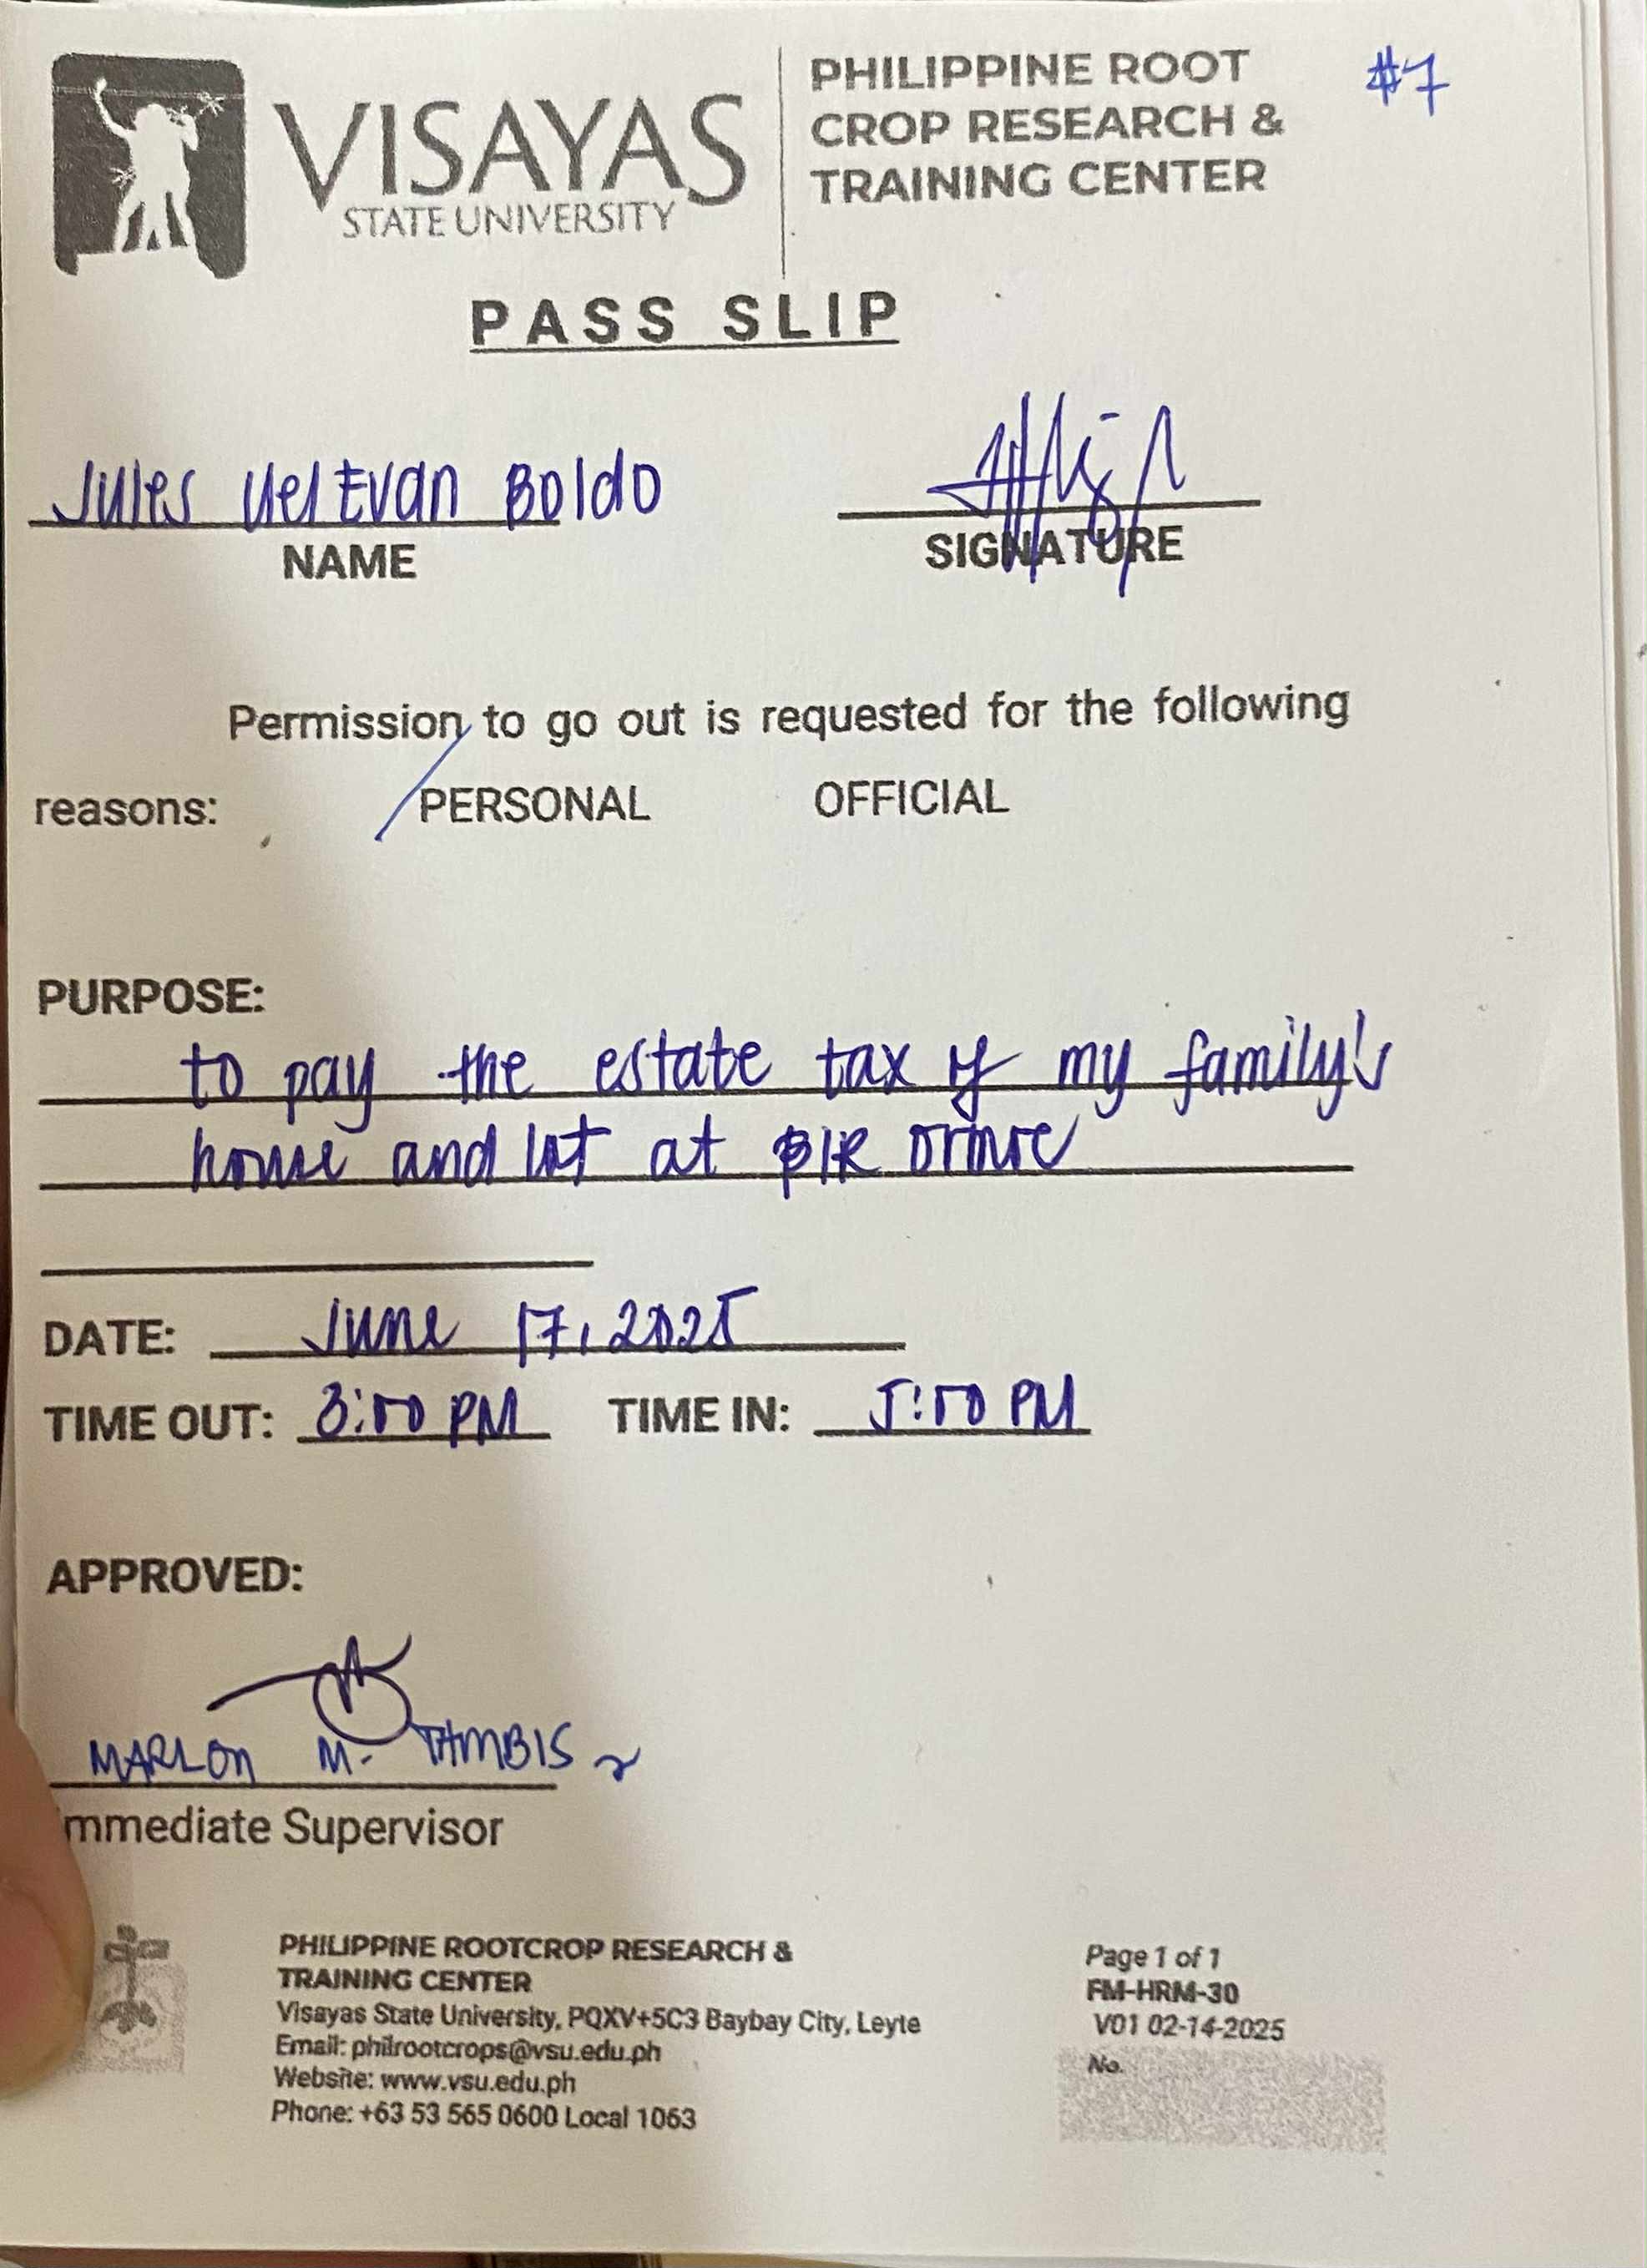 VISAYAS
STATE UNIVERSITY
PHILIPPINE ROOT
CROP RESEARCH &
TRAINING CENTER
#7
PASS SLIP
Jules Uel Evan Boldo
NAME
SIGNATURE
Permission to go out is requested for the following
reasons: / PERSONAL OFFICIAL
PURPOSE:
to pay the estate tax of my family's
house and lot at BIR Ormoc
DATE: June 17, 2025
TIME OUT: 3:00 PM TIME IN: 5:00 PM
APPROVED:
MARLON M. TAMBIS
mmediate Supervisor
PHILIPPINE ROOTCROP RESEARCH &
TRAINING CENTER
Visayas State University, PQXV+5C3 Baybay City, Leyte
Email: philrootcrops@vsu.edu.ph
Website: www.vsu.edu.ph
Phone: +63 53 565 0600 Local 1063
Page 1 of 1
FM-HRM-30
V01 02-14-2025
No.